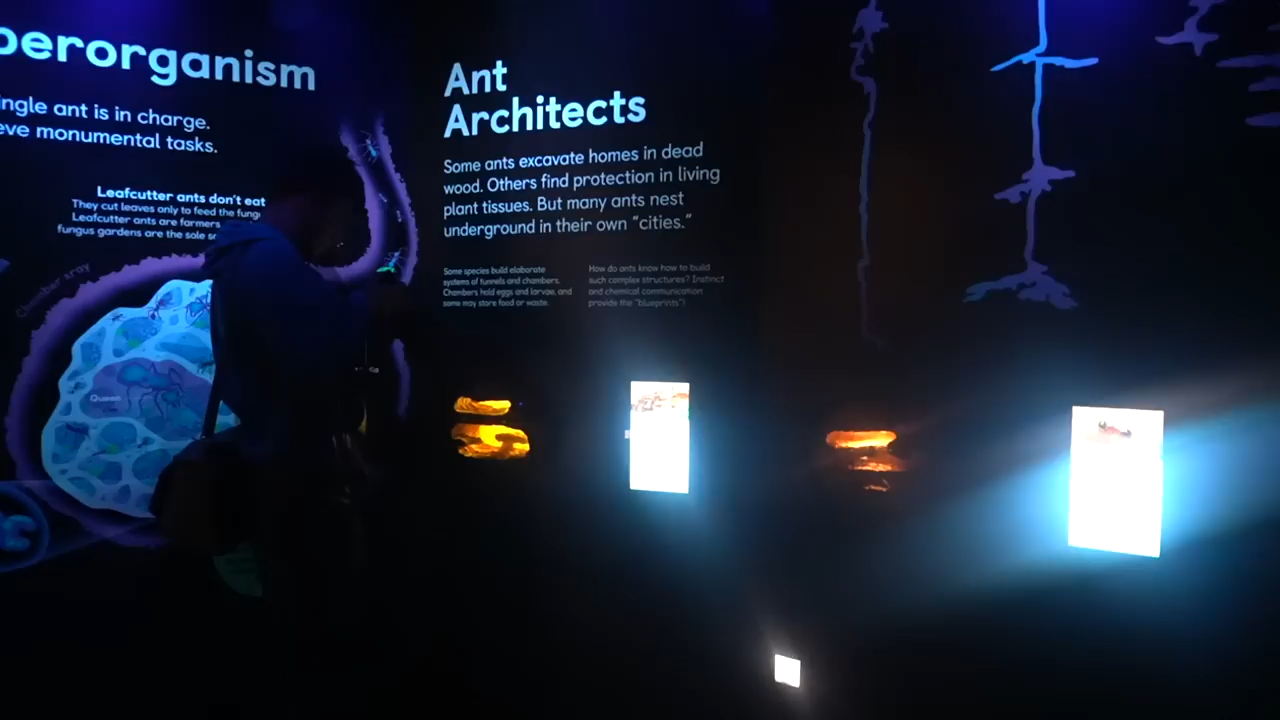 perorganism
ingle ant is in charge.
eve monumental tasks.
Leafcutter ants don't eat
They cut leaves only to feed the fung
Leafcutter ants are farmers
fungus gardens are the sole
Chamber
Queen
Ant
Architects
Some ants excavate homes in dead
wood. Others find protection in living
plant tissues. But many ants nest
underground in their own “cities.”
Some species build elaborate
systems of tunnels and chambers.
Chambers hold eggs and larvae, and
some may store food or waste.
How do ants know how to build
such complex structures? Instinct
and chemical communication
provide the “blueprints”!